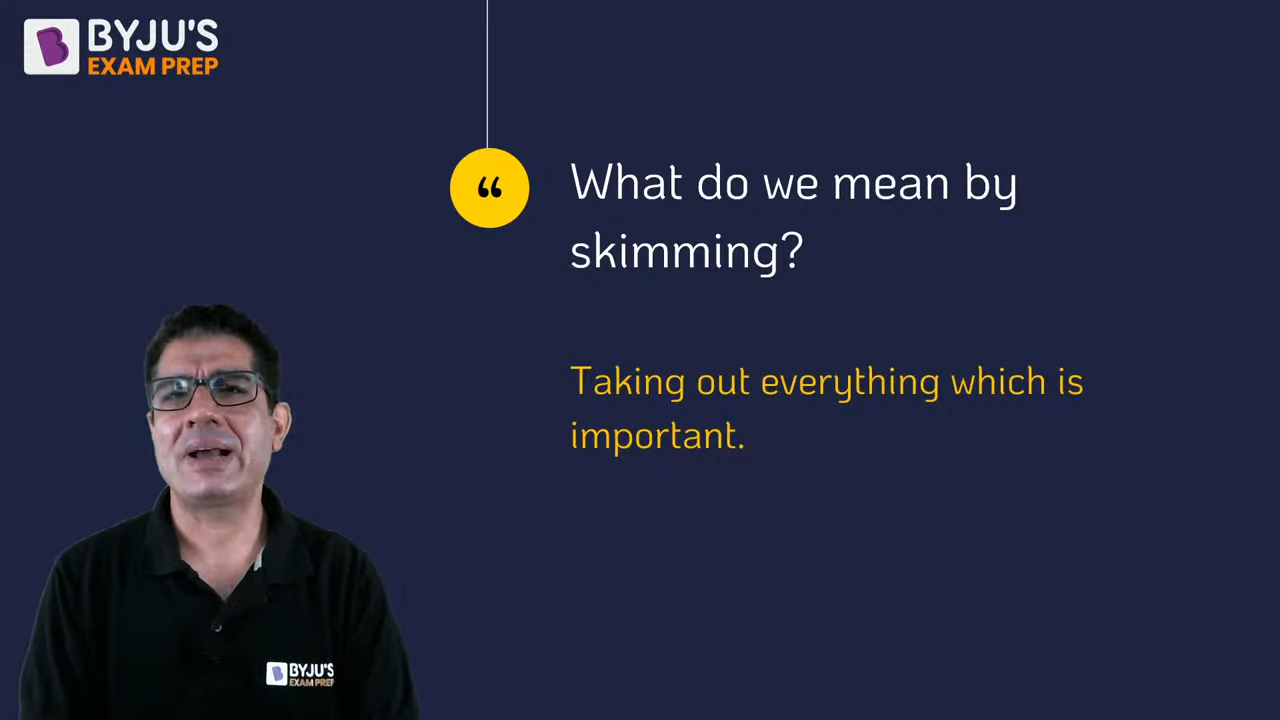 BYJU'S
EXAM PREP
“
What do we mean by
skimming?
Taking out everything which is
important.
BYJU'S
EXAM PREP